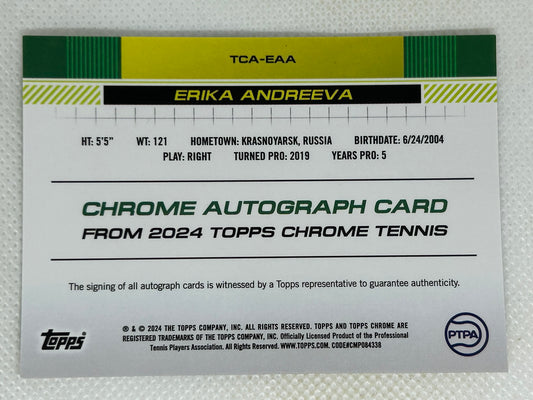 TCA-EAA
ERIKA ANDREEVA
HT: 5'5" WT: 121 HOMETOWN: KRASNOYARSK, RUSSIA BIRTHDATE: 6/24/2004
PLAY: RIGHT TURNED PRO: 2019 YEARS PRO: 5
CHROME AUTOGRAPH CARD
FROM 2024 TOPPS CHROME TENNIS
The signing of all autograph cards is witnessed by a Topps representative to guarantee authenticity.
® & © 2024 THE TOPPS COMPANY, INC. ALL RIGHTS RESERVED. TOPPS AND TOPPS CHROME ARE
REGISTERED TRADEMARKS OF THE TOPPS COMPANY, INC. Officially Licensed Product of the Professional
Tennis Players Association. All Rights Reserved. WWW.TOPPS.COM. CODE#CMP084338
Topps
PTPA